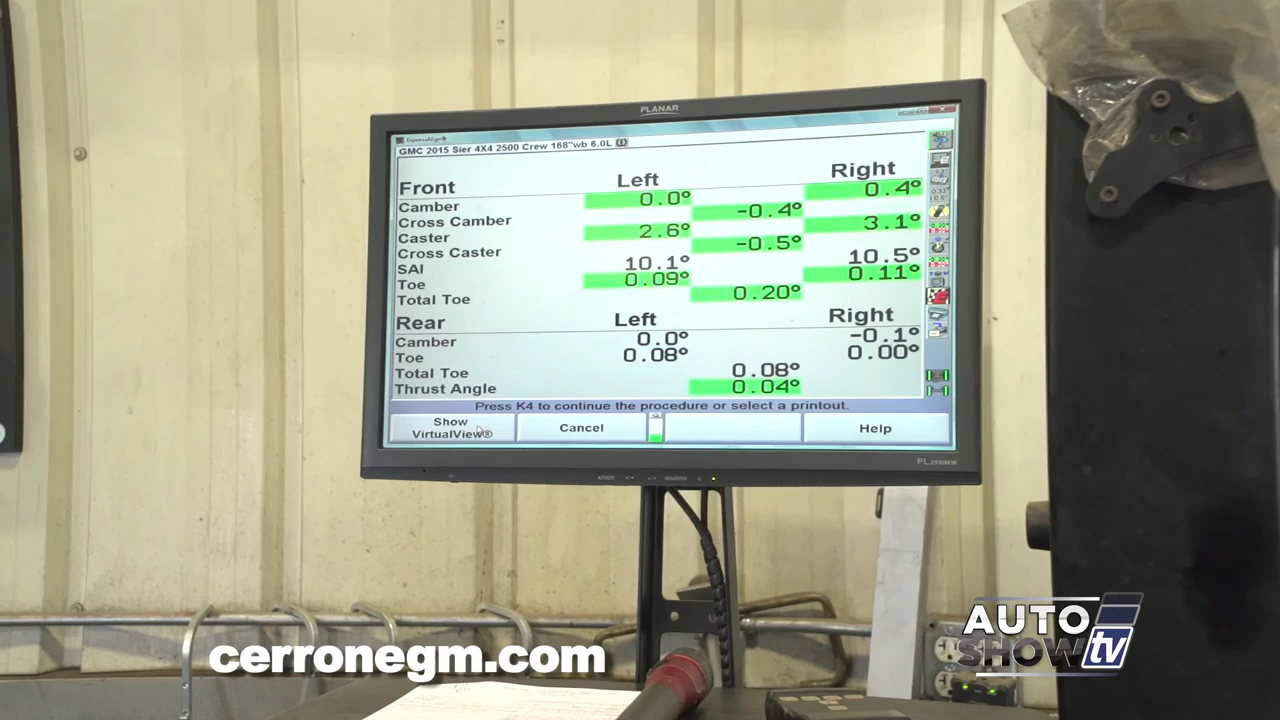 PLANAR
ExpressAlign®
GMC 2015 Sier 4X4 2500 Crew 168"wb 6.0L
Front Left Right
Camber 0.0° 0.4°
Cross Camber -0.4°
Caster 2.6° 3.1°
Cross Caster -0.5°
SAI 10.1° 10.5°
Toe 0.09° 0.11°
Total Toe 0.20°
Rear Left Right
Camber 0.0° -0.1°
Toe 0.08° 0.00°
Total Toe 0.08°
Thrust Angle 0.04°
Press K4 to continue the procedure or select a printout.
Show VirtualView®
Cancel
Help
cerronegm.com
AUTO
SHOW tv